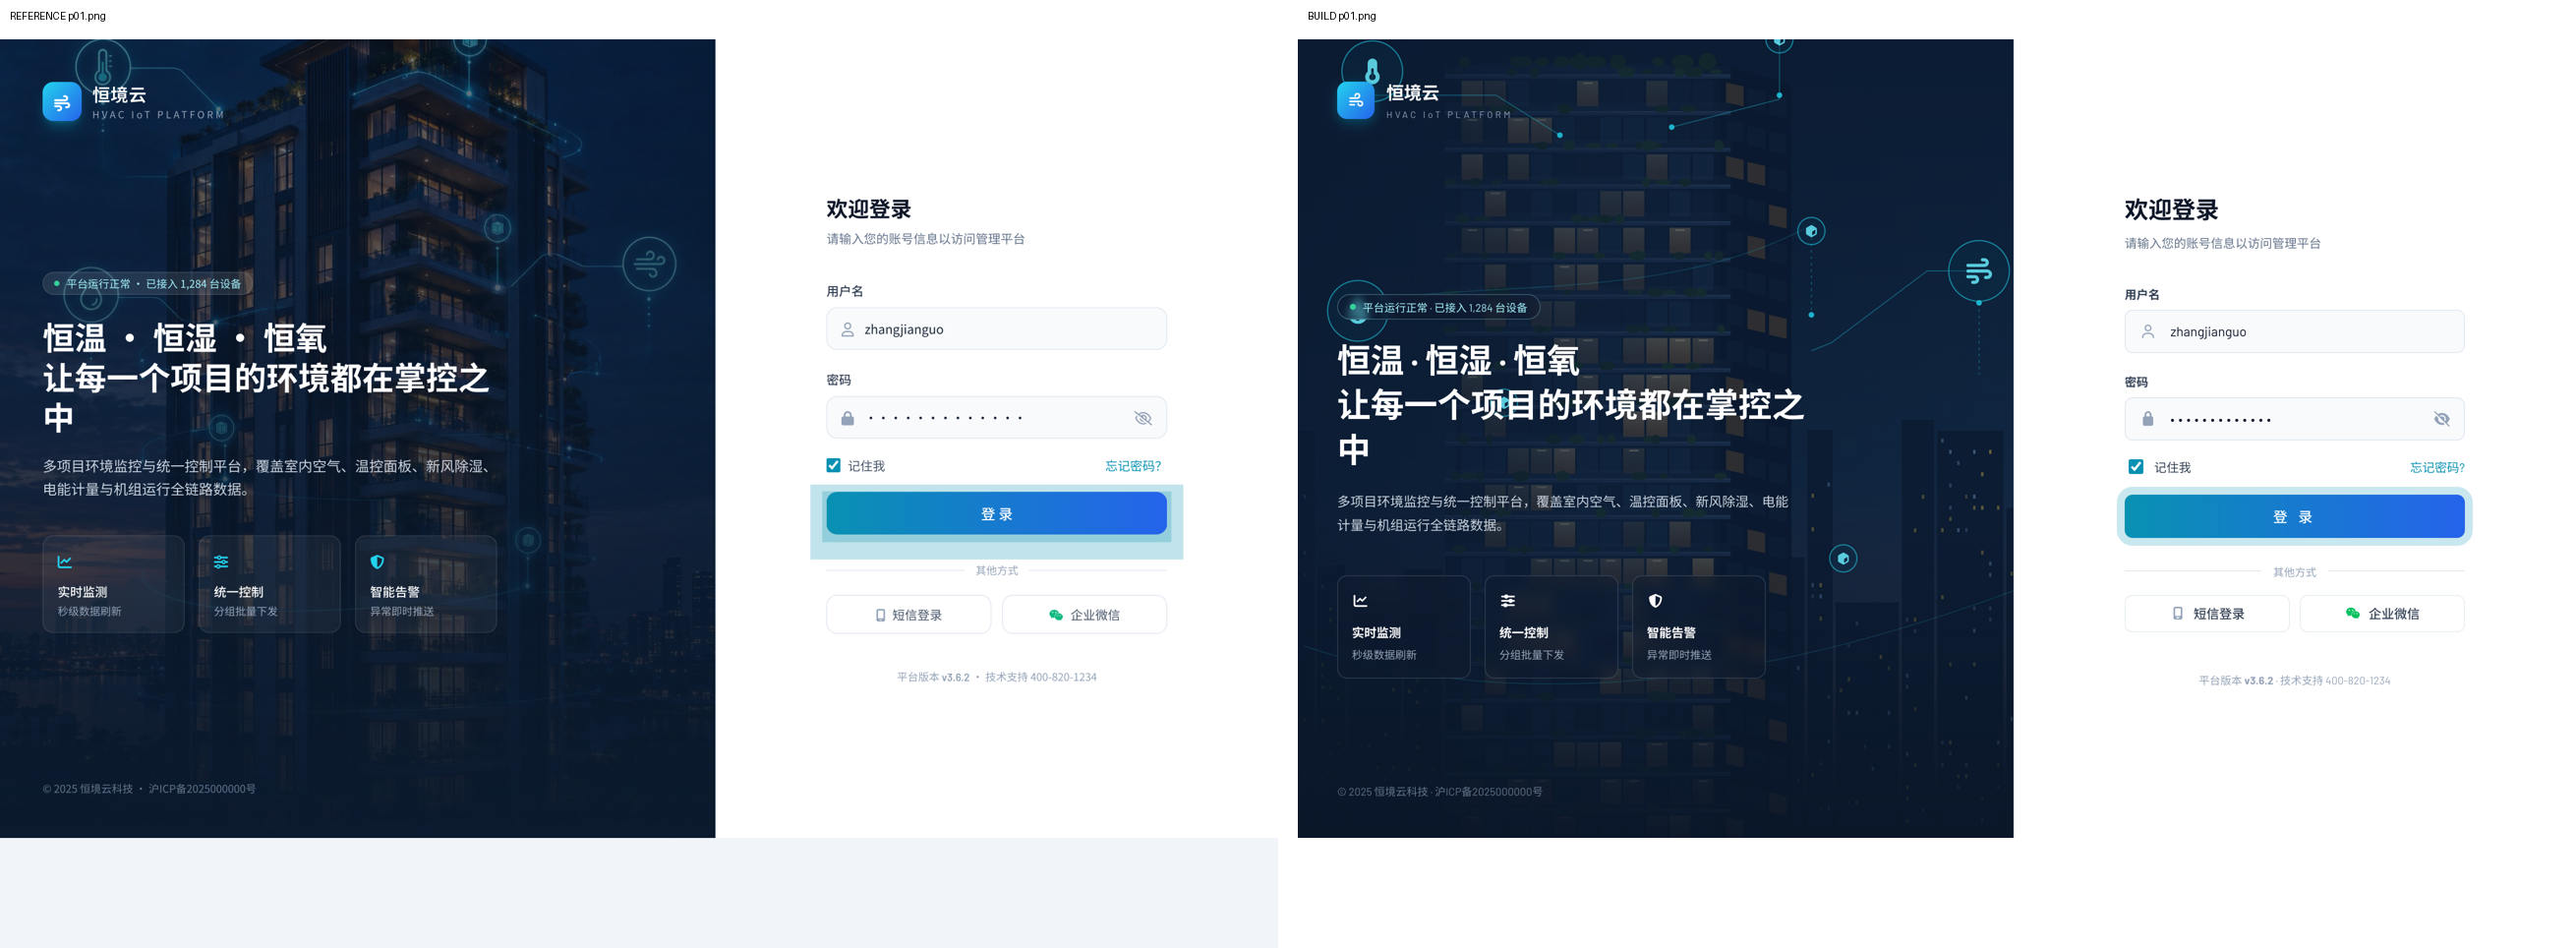 REFERENCE p01.png
恒境云
HVAC IoT PLATFORM
平台运行正常 · 已接入 1,284 台设备
恒温 · 恒湿 · 恒氧
让每一个项目的环境都在掌控之
中
多项目环境监控与统一控制平台，覆盖室内空气、温控面板、新风除湿、
电能计量与机组运行全链路数据。
实时监测
秒级数据刷新
统一控制
分组批量下发
智能告警
异常即时推送
© 2025 恒境云科技 · 沪ICP备2025000000号
欢迎登录
请输入您的账号信息以访问管理平台
用户名
zhangjianguo
密码
•••••••••••••
记住我
忘记密码?
登 录
其他方式
短信登录
企业微信
平台版本 v3.6.2 · 技术支持 400-820-1234
BUILD p01.png
恒境云
HVAC IoT PLATFORM
平台运行正常 · 已接入 1,284 台设备
恒温 · 恒湿 · 恒氧
让每一个项目的环境都在掌控之
中
多项目环境监控与统一控制平台，覆盖室内空气、温控面板、新风除湿、电能
计量与机组运行全链路数据。
实时监测
秒级数据刷新
统一控制
分组批量下发
智能告警
异常即时推送
© 2025 恒境云科技 · 沪ICP备2025000000号
欢迎登录
请输入您的账号信息以访问管理平台
用户名
zhangjianguo
密码
•••••••••••••
记住我
忘记密码?
登 录
其他方式
短信登录
企业微信
平台版本 v3.6.2 · 技术支持 400-820-1234